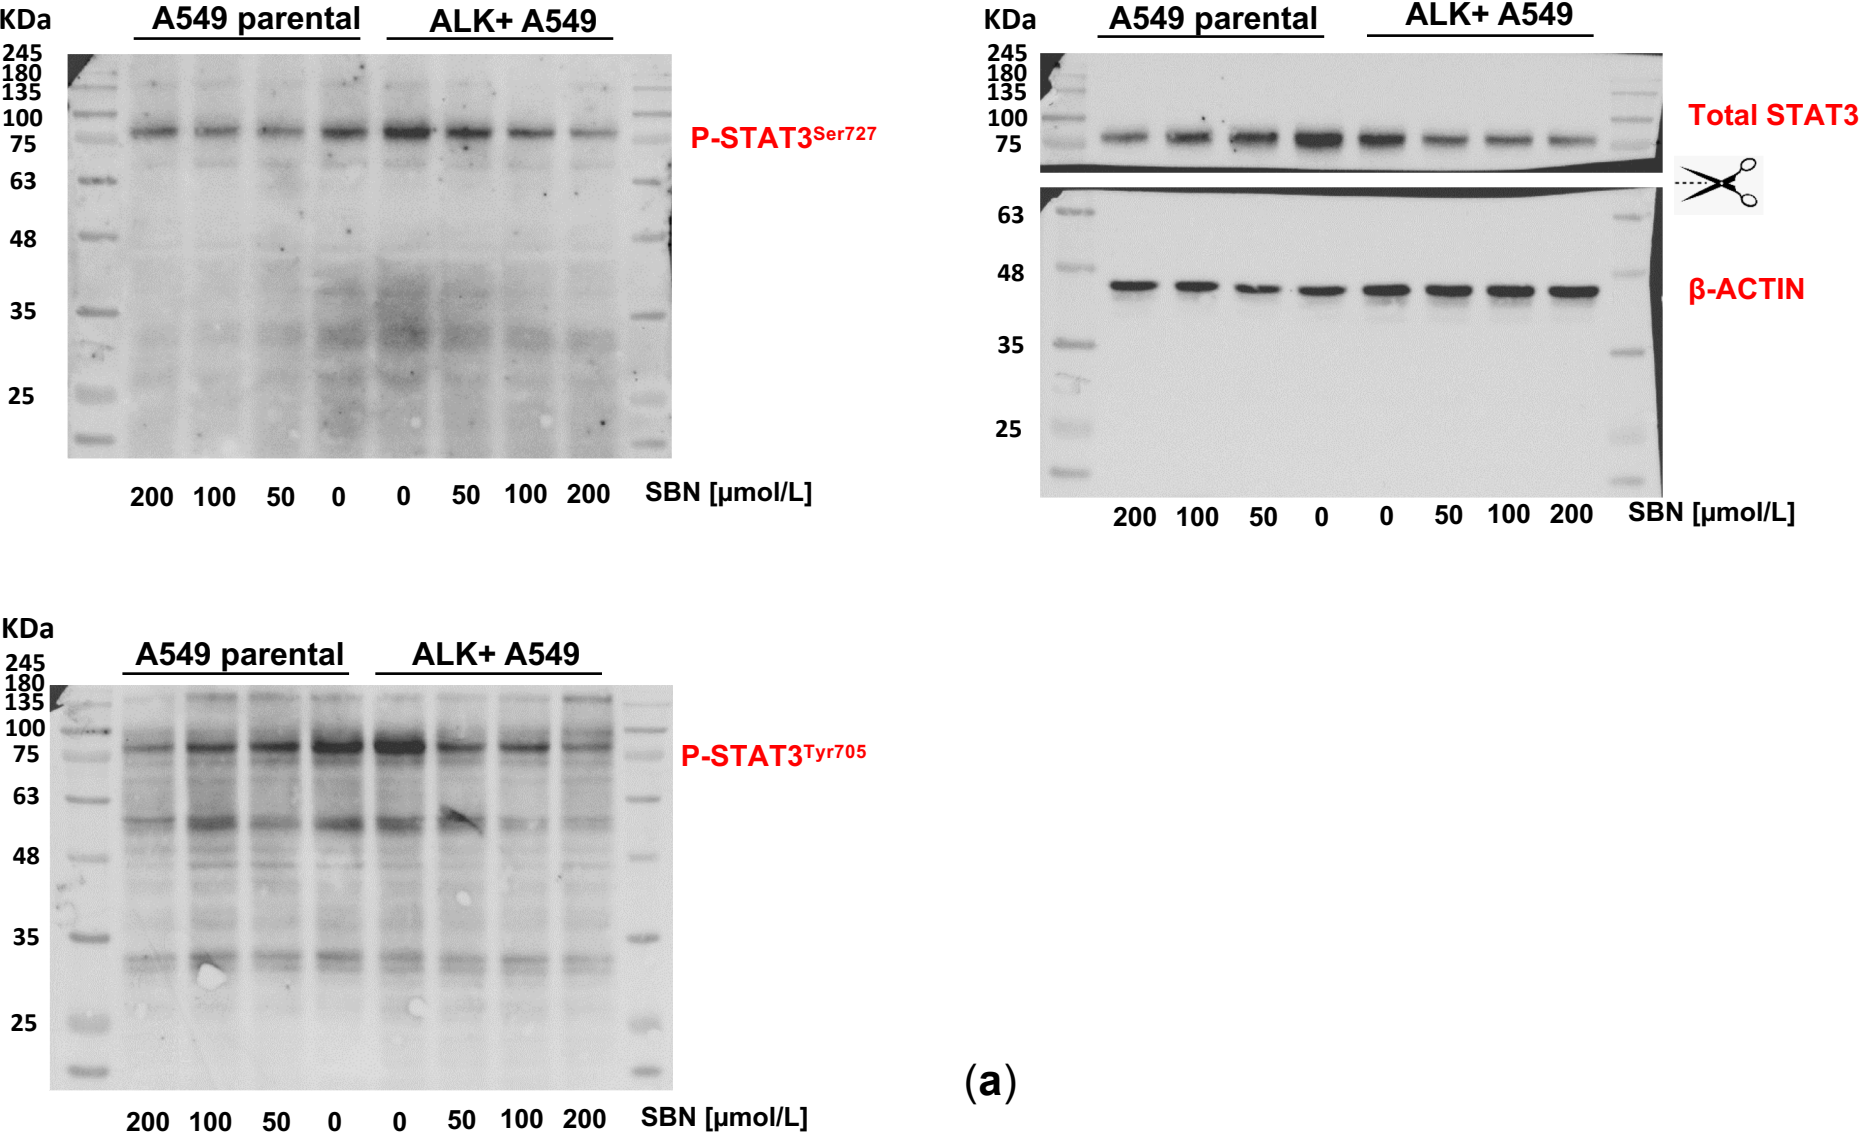 KDa
A549 parental
ALK+ A549
245
180
135
100
75
63
48
35
25
P-STAT3Ser727
200 100 50 0 0 50 100 200 SBN [µmol/L]
KDa
A549 parental
ALK+ A549
245
180
135
100
75
Total STAT3
63
48
35
25
β-ACTIN
200 100 50 0 0 50 100 200 SBN [µmol/L]
KDa
A549 parental
ALK+ A549
245
180
135
100
75
63
48
35
25
P-STAT3Tyr705
200 100 50 0 0 50 100 200 SBN [µmol/L]
(a)